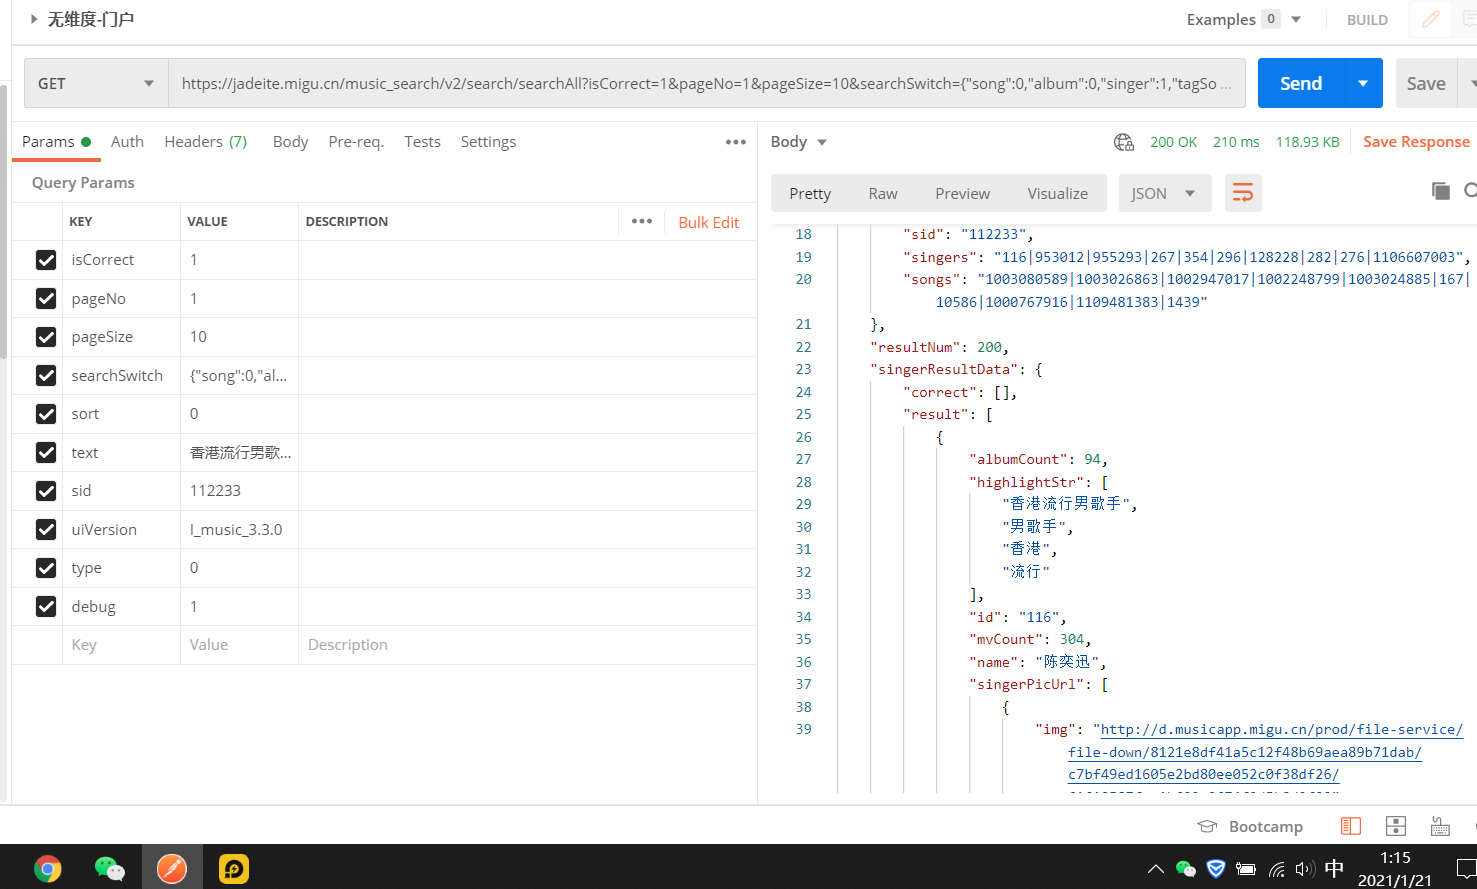 无维度-门户
Examples 0 BUILD
GET https://jadeite.migu.cn/music_search/v2/search/searchAll?isCorrect=1&pageNo=1&pageSize=10&searchSwitch={"song":0,"album":0,"singer":1,"tagSo ... Send Save
Params Auth Headers (7) Body Pre-req. Tests Settings •••
Body 200 OK 210 ms 118.93 KB Save Response
Query Params
Pretty Raw Preview Visualize JSON
KEY VALUE DESCRIPTION ••• Bulk Edit
isCorrect 1
pageNo 1
pageSize 10
searchSwitch {"song":0,"al...
sort 0
text 香港流行男歌...
sid 112233
uiVersion I_music_3.3.0
type 0
debug 1
Key Value Description
18 "sid": "112233",
19 "singers": "116|953012|955293|267|354|296|128228|282|276|1106607003",
20 "songs": "1003080589|1003026863|1002947017|1002248799|1003024885|167|
10586|1000767916|1109481383|1439"
21 },
22 "resultNum": 200,
23 "singerResultData": {
24 "correct": [],
25 "result": [
26 {
27 "albumCount": 94,
28 "highlightStr": [
29 "香港流行男歌手",
30 "男歌手",
31 "香港",
32 "流行"
33 ],
34 "id": "116",
35 "mvCount": 304,
36 "name": "陈奕迅",
37 "singerPicUrl": [
38 {
39 "img": "http://d.musicapp.migu.cn/prod/file-service/
file-down/8121e8df41a5c12f48b69aea89b71dab/
c7bf49ed1605e2bd80ee052c0f38df26/
Bootcamp
中 1:15
2021/1/21